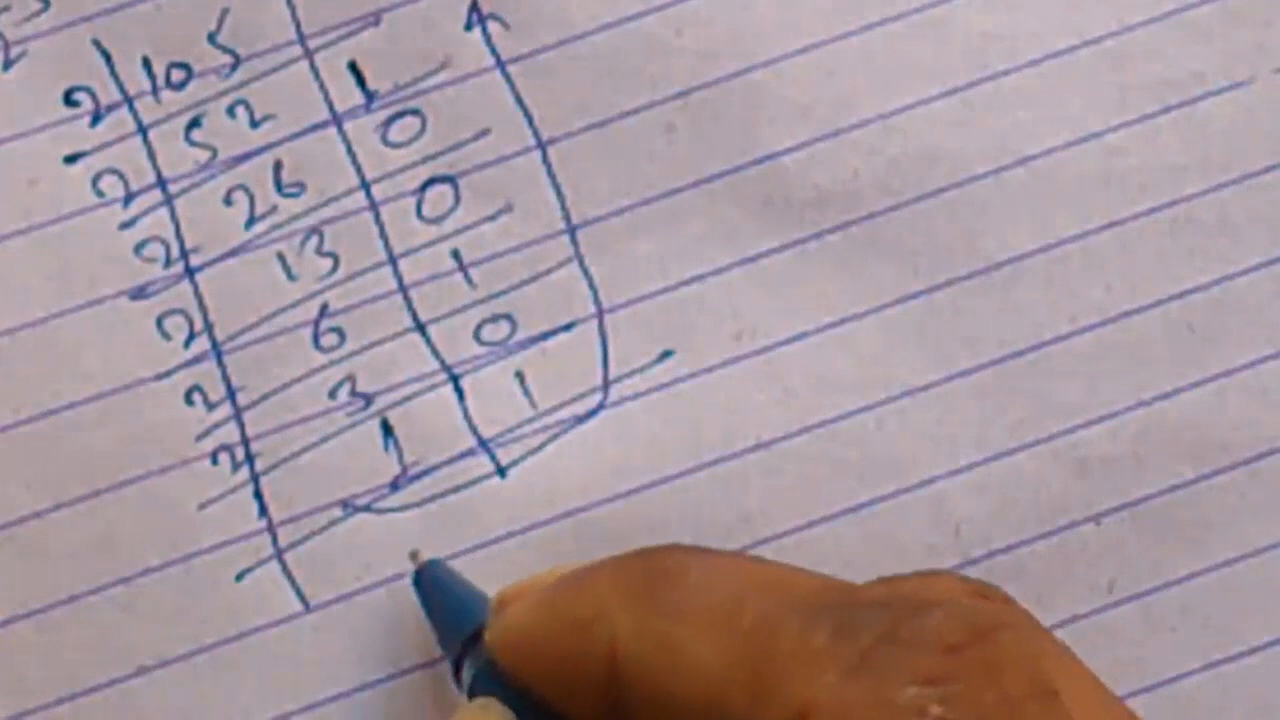 2 105 1
2 52 0
2 26 0
2 13 1
2 6 0
2 3 1
1